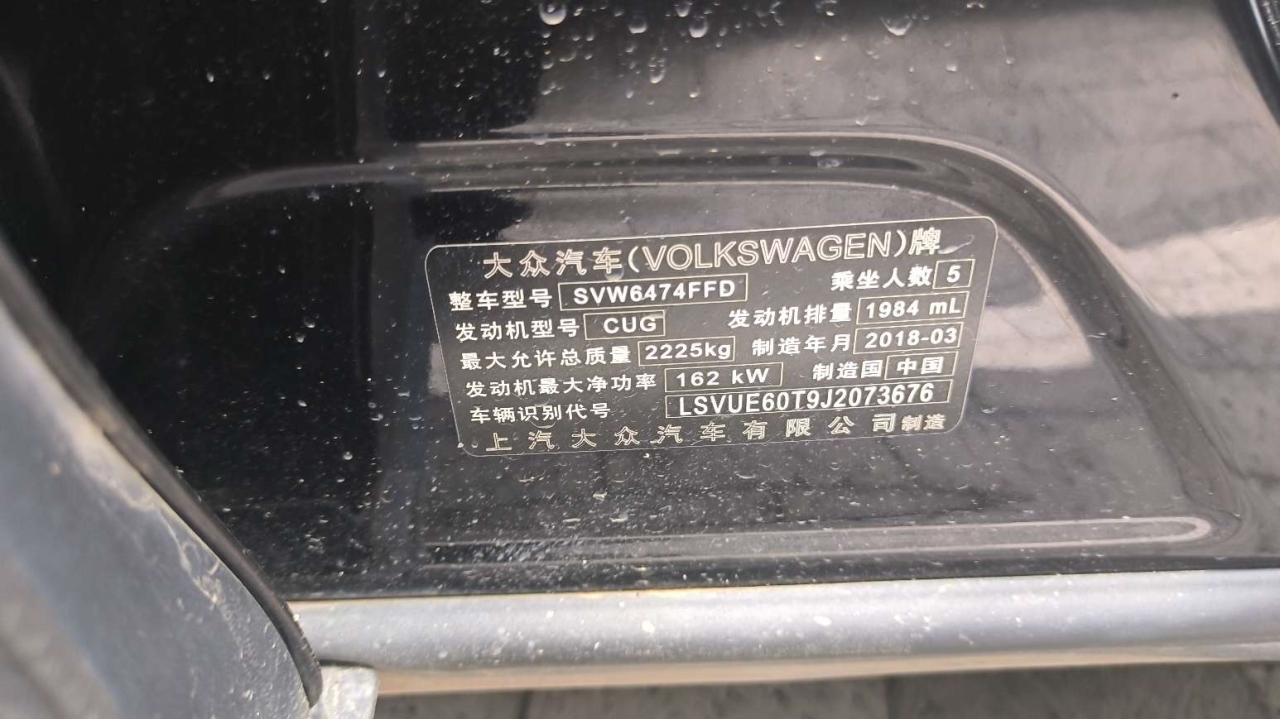 大众汽车(VOLKSWAGEN)牌
整车型号 SVW6474FFD 乘坐人数 5
发动机型号 CUG 发动机排量 1984 mL
最大允许总质量 2225kg 制造年月 2018-03
发动机最大净功率 162 kW 制造国 中国
车辆识别代号 LSVUE60T9J2073676
上汽大众汽车有限公司制造